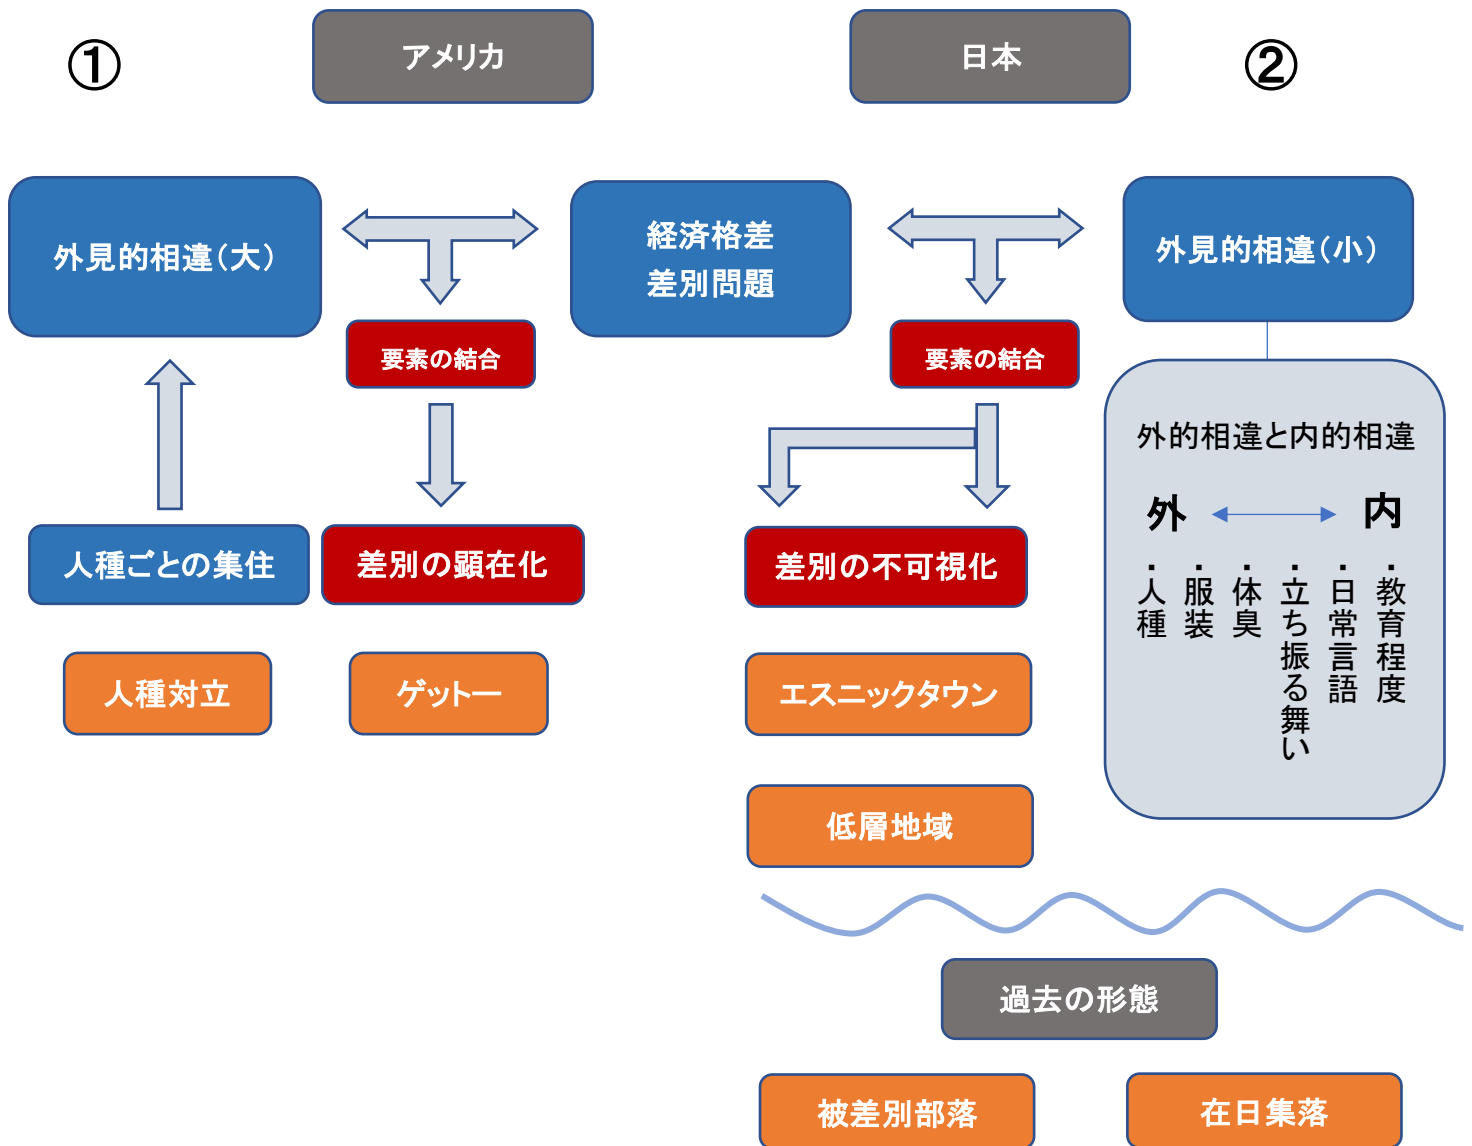 ①
アメリカ
日本
②
外見的相違（大）
経済格差
差別問題
外見的相違（小）
要素の結合
要素の結合
外的相違と内的相違
外
内
・人種
・服装
・体臭
・立ち振る舞い
・日常言語
・教育程度
人種ごとの集住
差別の顕在化
差別の不可視化
人種対立
ゲットー
エスニックタウン
低層地域
過去の形態
被差別部落
在日集落